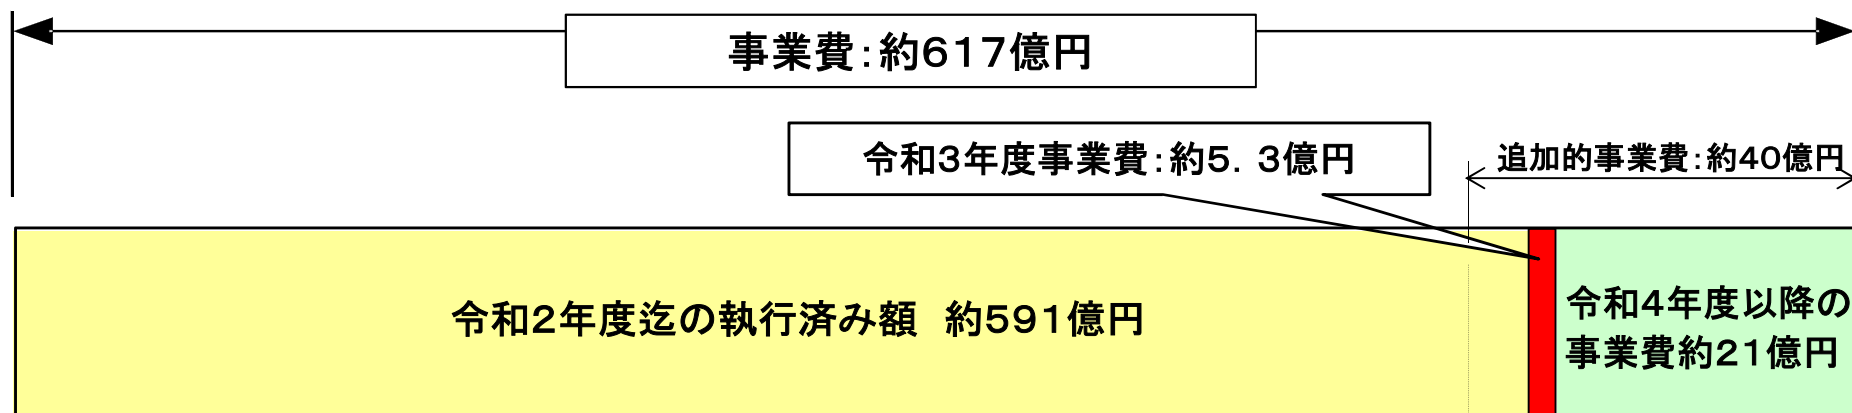 事業費：約617億円
令和3年度事業費：約5．3億円
追加的事業費：約40億円
令和2年度迄の執行済み額　約591億円
令和4年度以降の
事業費約21億円